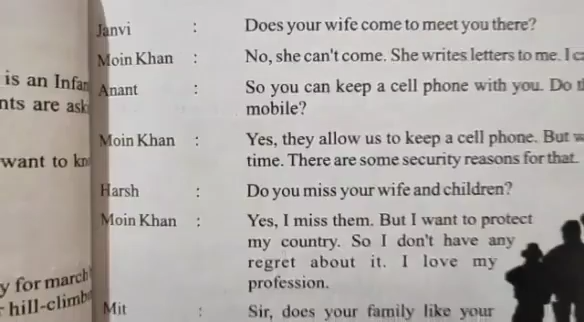 is an
nts are
want to
y for march
hill-climb
Janvi : Does your wife come to meet you there?
Moin Khan : No, she can't come. She writes letters to me. I
Anant : So you can keep a cell phone with you. Do
mobile?
Moin Khan : Yes, they allow us to keep a cell phone. But
time. There are some security reasons for that.
Harsh : Do you miss your wife and children?
Moin Khan : Yes, I miss them. But I want to protect
my country. So I don't have any
regret about it. I love my
profession.
Mit : Sir, does your family like your